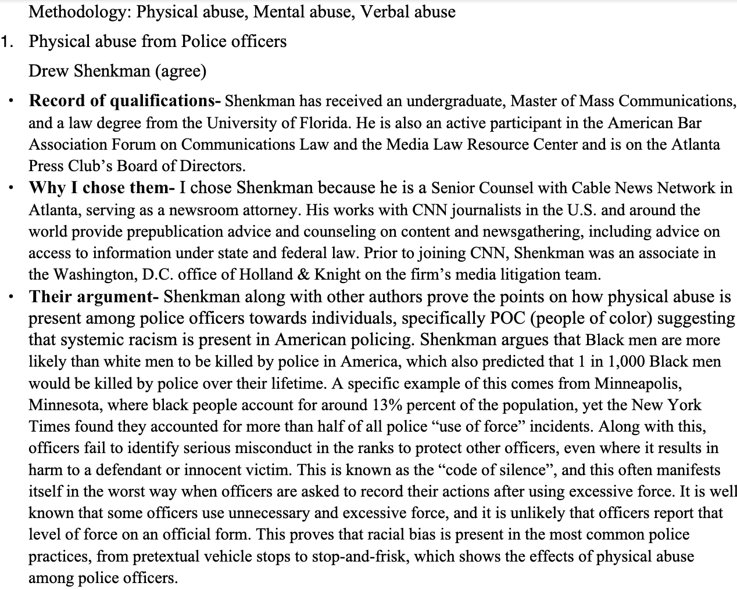 Methodology: Physical abuse, Mental abuse, Verbal abuse
1. Physical abuse from Police officers
Drew Shenkman (agree)
• Record of qualifications- Shenkman has received an undergraduate, Master of Mass Communications,
and a law degree from the University of Florida. He is also an active participant in the American Bar
Association Forum on Communications Law and the Media Law Resource Center and is on the Atlanta
Press Club’s Board of Directors.
• Why I chose them- I chose Shenkman because he is a Senior Counsel with Cable News Network in
Atlanta, serving as a newsroom attorney. His works with CNN journalists in the U.S. and around the
world provide prepublication advice and counseling on content and newsgathering, including advice on
access to information under state and federal law. Prior to joining CNN, Shenkman was an associate in
the Washington, D.C. office of Holland & Knight on the firm’s media litigation team.
• Their argument- Shenkman along with other authors prove the points on how physical abuse is
present among police officers towards individuals, specifically POC (people of color) suggesting
that systemic racism is present in American policing. Shenkman argues that Black men are more
likely than white men to be killed by police in America, which also predicted that 1 in 1,000 Black men
would be killed by police over their lifetime. A specific example of this comes from Minneapolis,
Minnesota, where black people account for around 13% percent of the population, yet the New York
Times found they accounted for more than half of all police “use of force” incidents. Along with this,
officers fail to identify serious misconduct in the ranks to protect other officers, even where it results in
harm to a defendant or innocent victim. This is known as the “code of silence”, and this often manifests
itself in the worst way when officers are asked to record their actions after using excessive force. It is well
known that some officers use unnecessary and excessive force, and it is unlikely that officers report that
level of force on an official form. This proves that racial bias is present in the most common police
practices, from pretextual vehicle stops to stop-and-frisk, which shows the effects of physical abuse
among police officers.